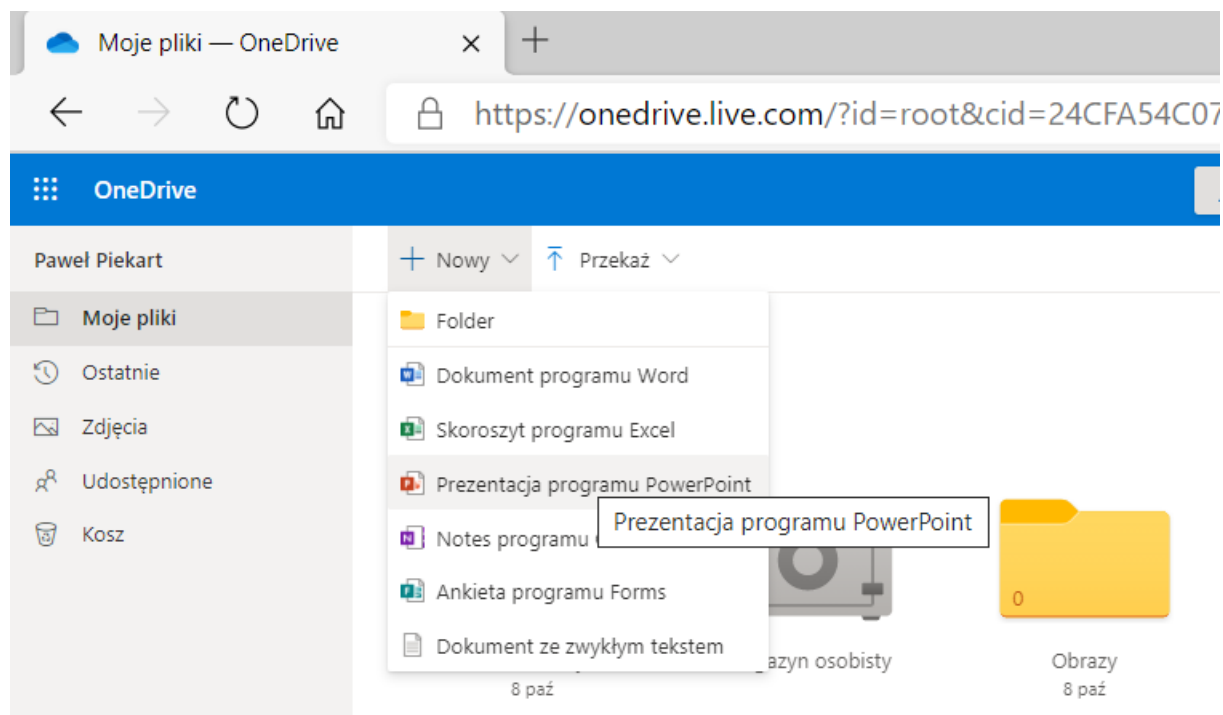 Moje pliki — OneDrive
https://onedrive.live.com/?id=root&cid=24CFA54C07
OneDrive
Paweł Piekart
Nowy
Przekaż
Moje pliki
Ostatnie
Zdjęcia
Udostępnione
Kosz
Folder
Dokument programu Word
Skoroszyt programu Excel
Prezentacja programu PowerPoint
Prezentacja programu PowerPoint
Notes programu
Ankieta programu Forms
Dokument ze zwykłym tekstem
0
osobisty
Obrazy
8 paź
8 paź